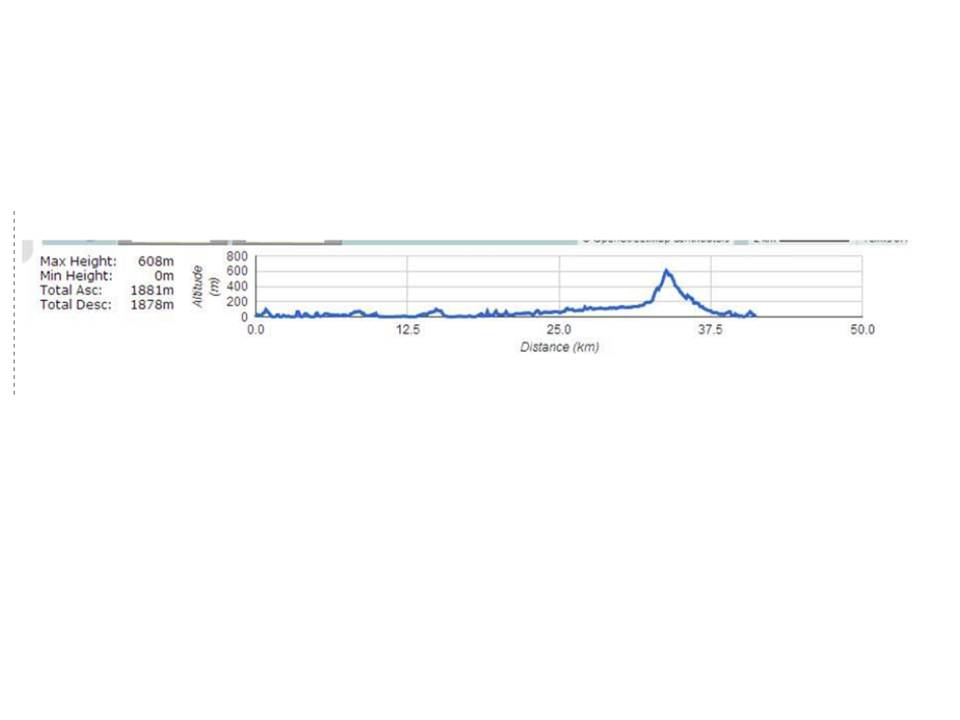 Max Height: 608m
Min Height: 0m
Total Asc: 1881m
Total Desc: 1878m
Altitude
(m)
800
600
400
200
0
0.0 12.5 25.0 37.5 50.0
Distance (km)